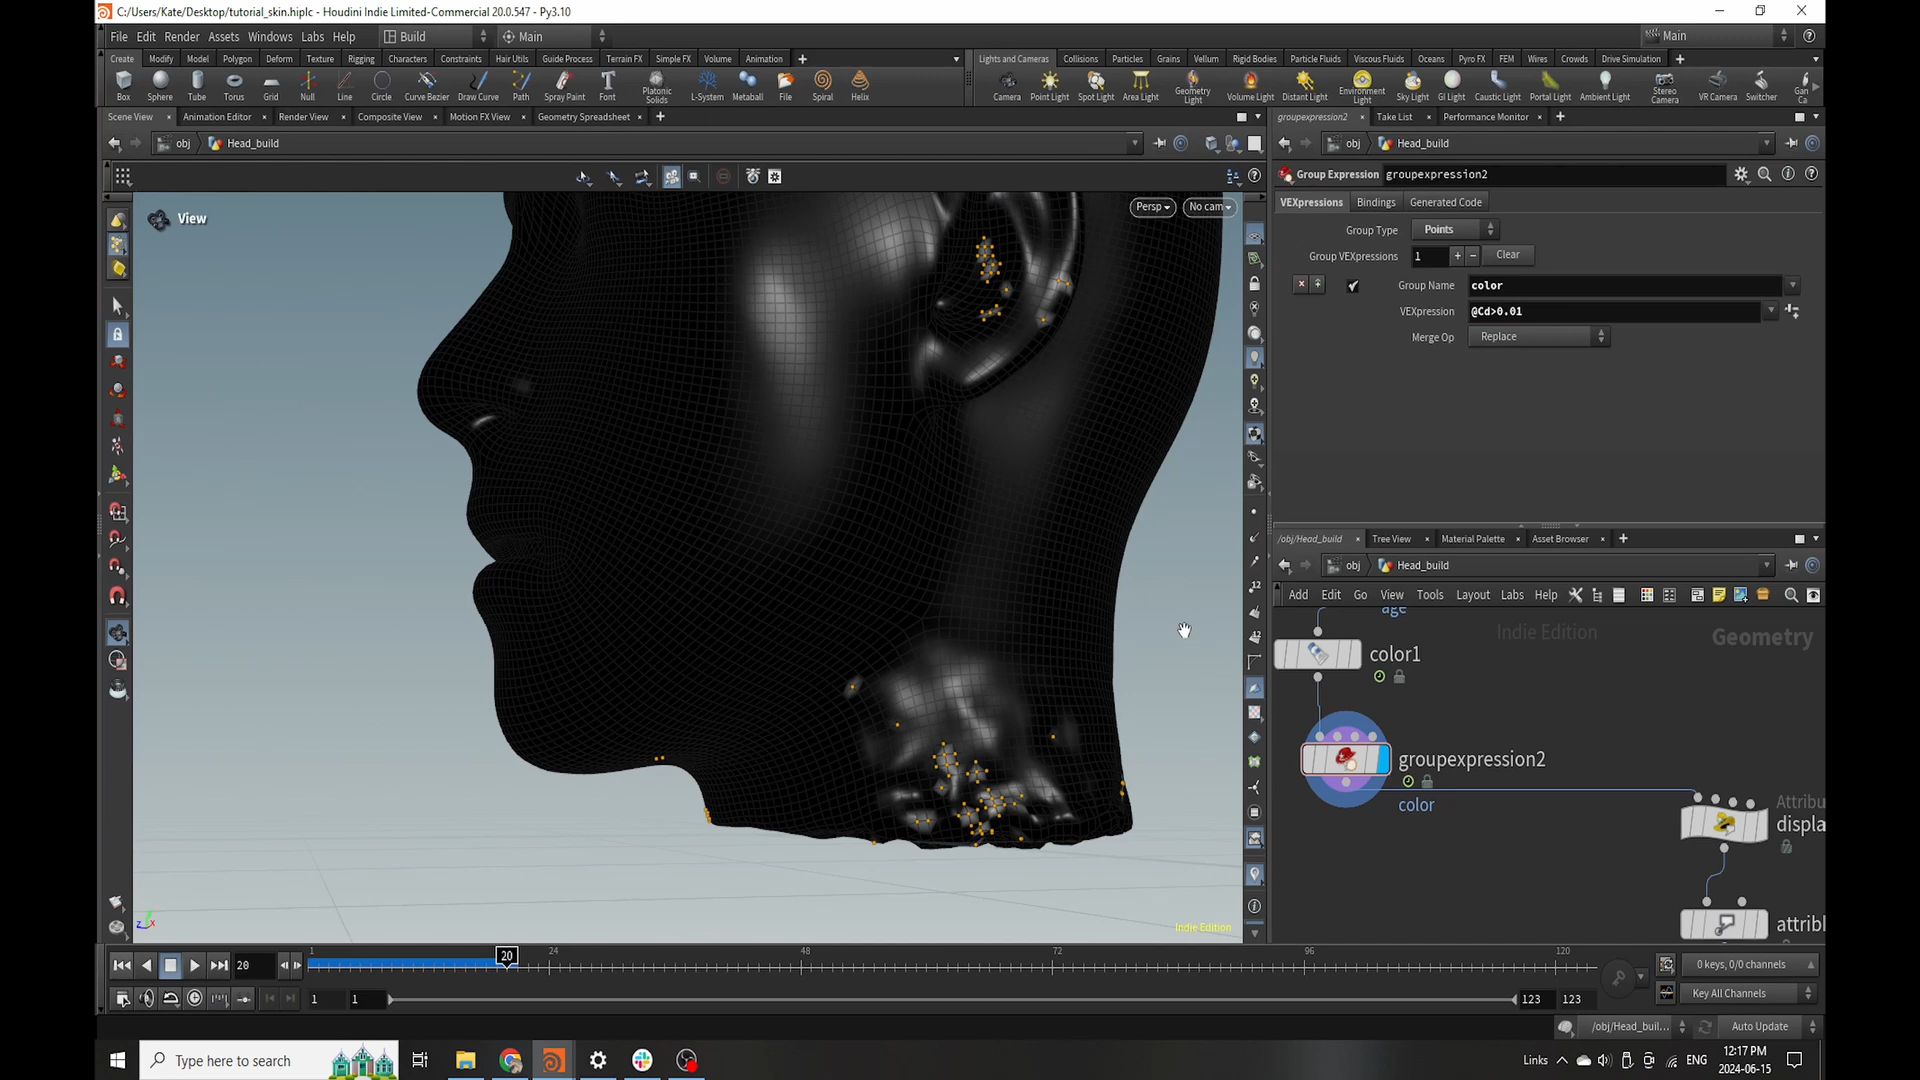 C:/Users/Kate/Desktop/tutorial_skin.hiplc - Houdini Indie Limited-Commercial 20.0.547 - Py3.10
File Edit Render Assets Windows Labs Help Build Main Main
Create Modify Model Polygon Deform Texture Rigging Characters Constraints Hair Utils Guide Process Terrain FX Simple FX Volume Animation
Lights and Cameras Collisions Particles Grains Vellum Rigid Bodies Particle Fluids Viscous Fluids Oceans Pyro FX FEM Wires Crowds Drive Simulation
Box Sphere Tube Torus Grid Null Line Circle Curve Bezier Draw Curve Path Spray Paint Font Platonic Solids L-System Metaball File Spiral Helix
Camera Point Light Spot Light Area Light Geometry Light Volume Light Distant Light Environment Light Sky Light GI Light Caustic Light Portal Light Ambient Light Stereo Camera VR Camera Switcher Gan Ca
Scene View Animation Editor Render View Composite View Motion FX View Geometry Spreadsheet
groupexpression2 Take List Performance Monitor
obj Head_build
obj Head_build
View
Persp No cam
Group Expression groupexpression2
VEXpressions Bindings Generated Code
Group Type Points
Group VEXpressions 1 + - Clear
Group Name color
VEXpression @Cd>0.01
Merge Op Replace
/obj/Head_build Tree View Material Palette Asset Browser
obj Head_build
Add Edit Go View Tools Layout Labs Help
age
Indie Edition
Geometry
color1
groupexpression2
color
Attribu
displa
attribl
12
12
z x
Indie Edition
20 1 20 24 48 72 96 120
0 keys, 0/0 channels
1 1 123 123
Key All Channels
/obj/Head_buil... Auto Update
Type here to search
Links ENG
12:17 PM
2024-06-15